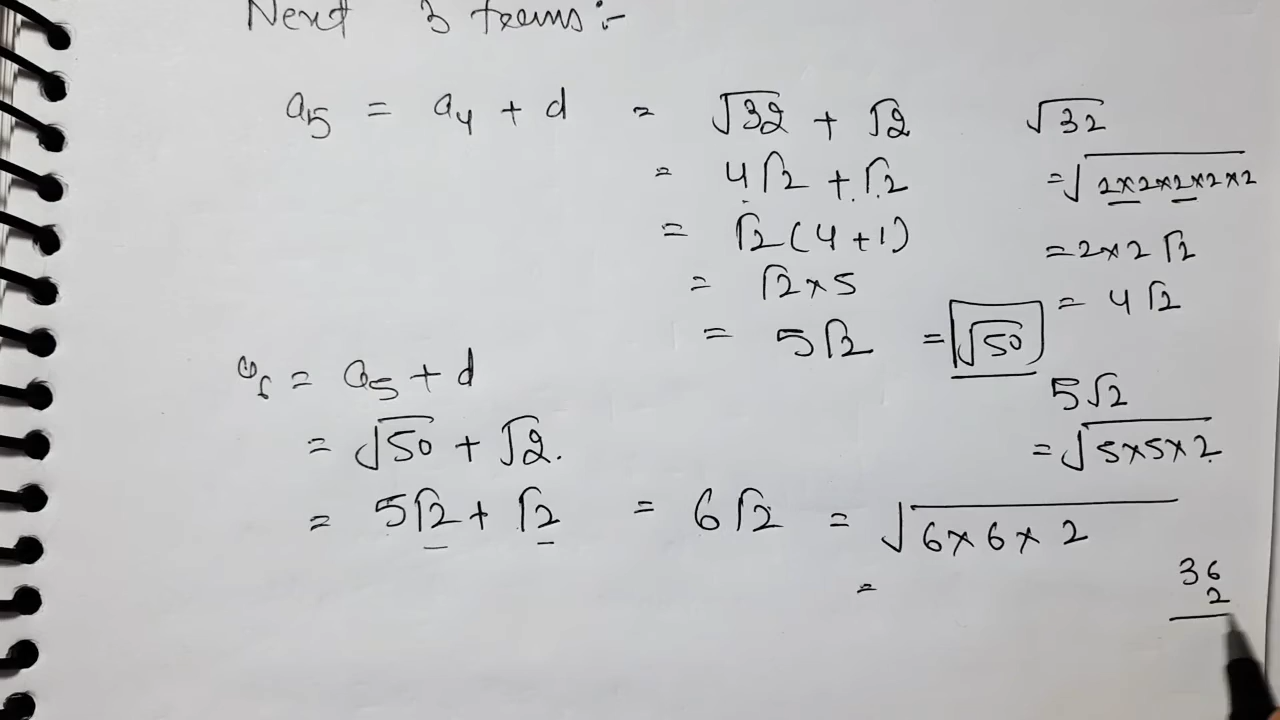 Next 3 terms:-
a₅ = a₄ + d = √32 + √2
= 4√2 + √2
= √2(4+1)
= √2×5
= 5√2 = √50
√32
=√2×2×2×2×2
=2×2√2
= 4√2
5√2
=√5×5×2
a₆ = a₅ + d
= √50 + √2.
= 5√2 + √2 = 6√2 = √6×6×2
=
36
2